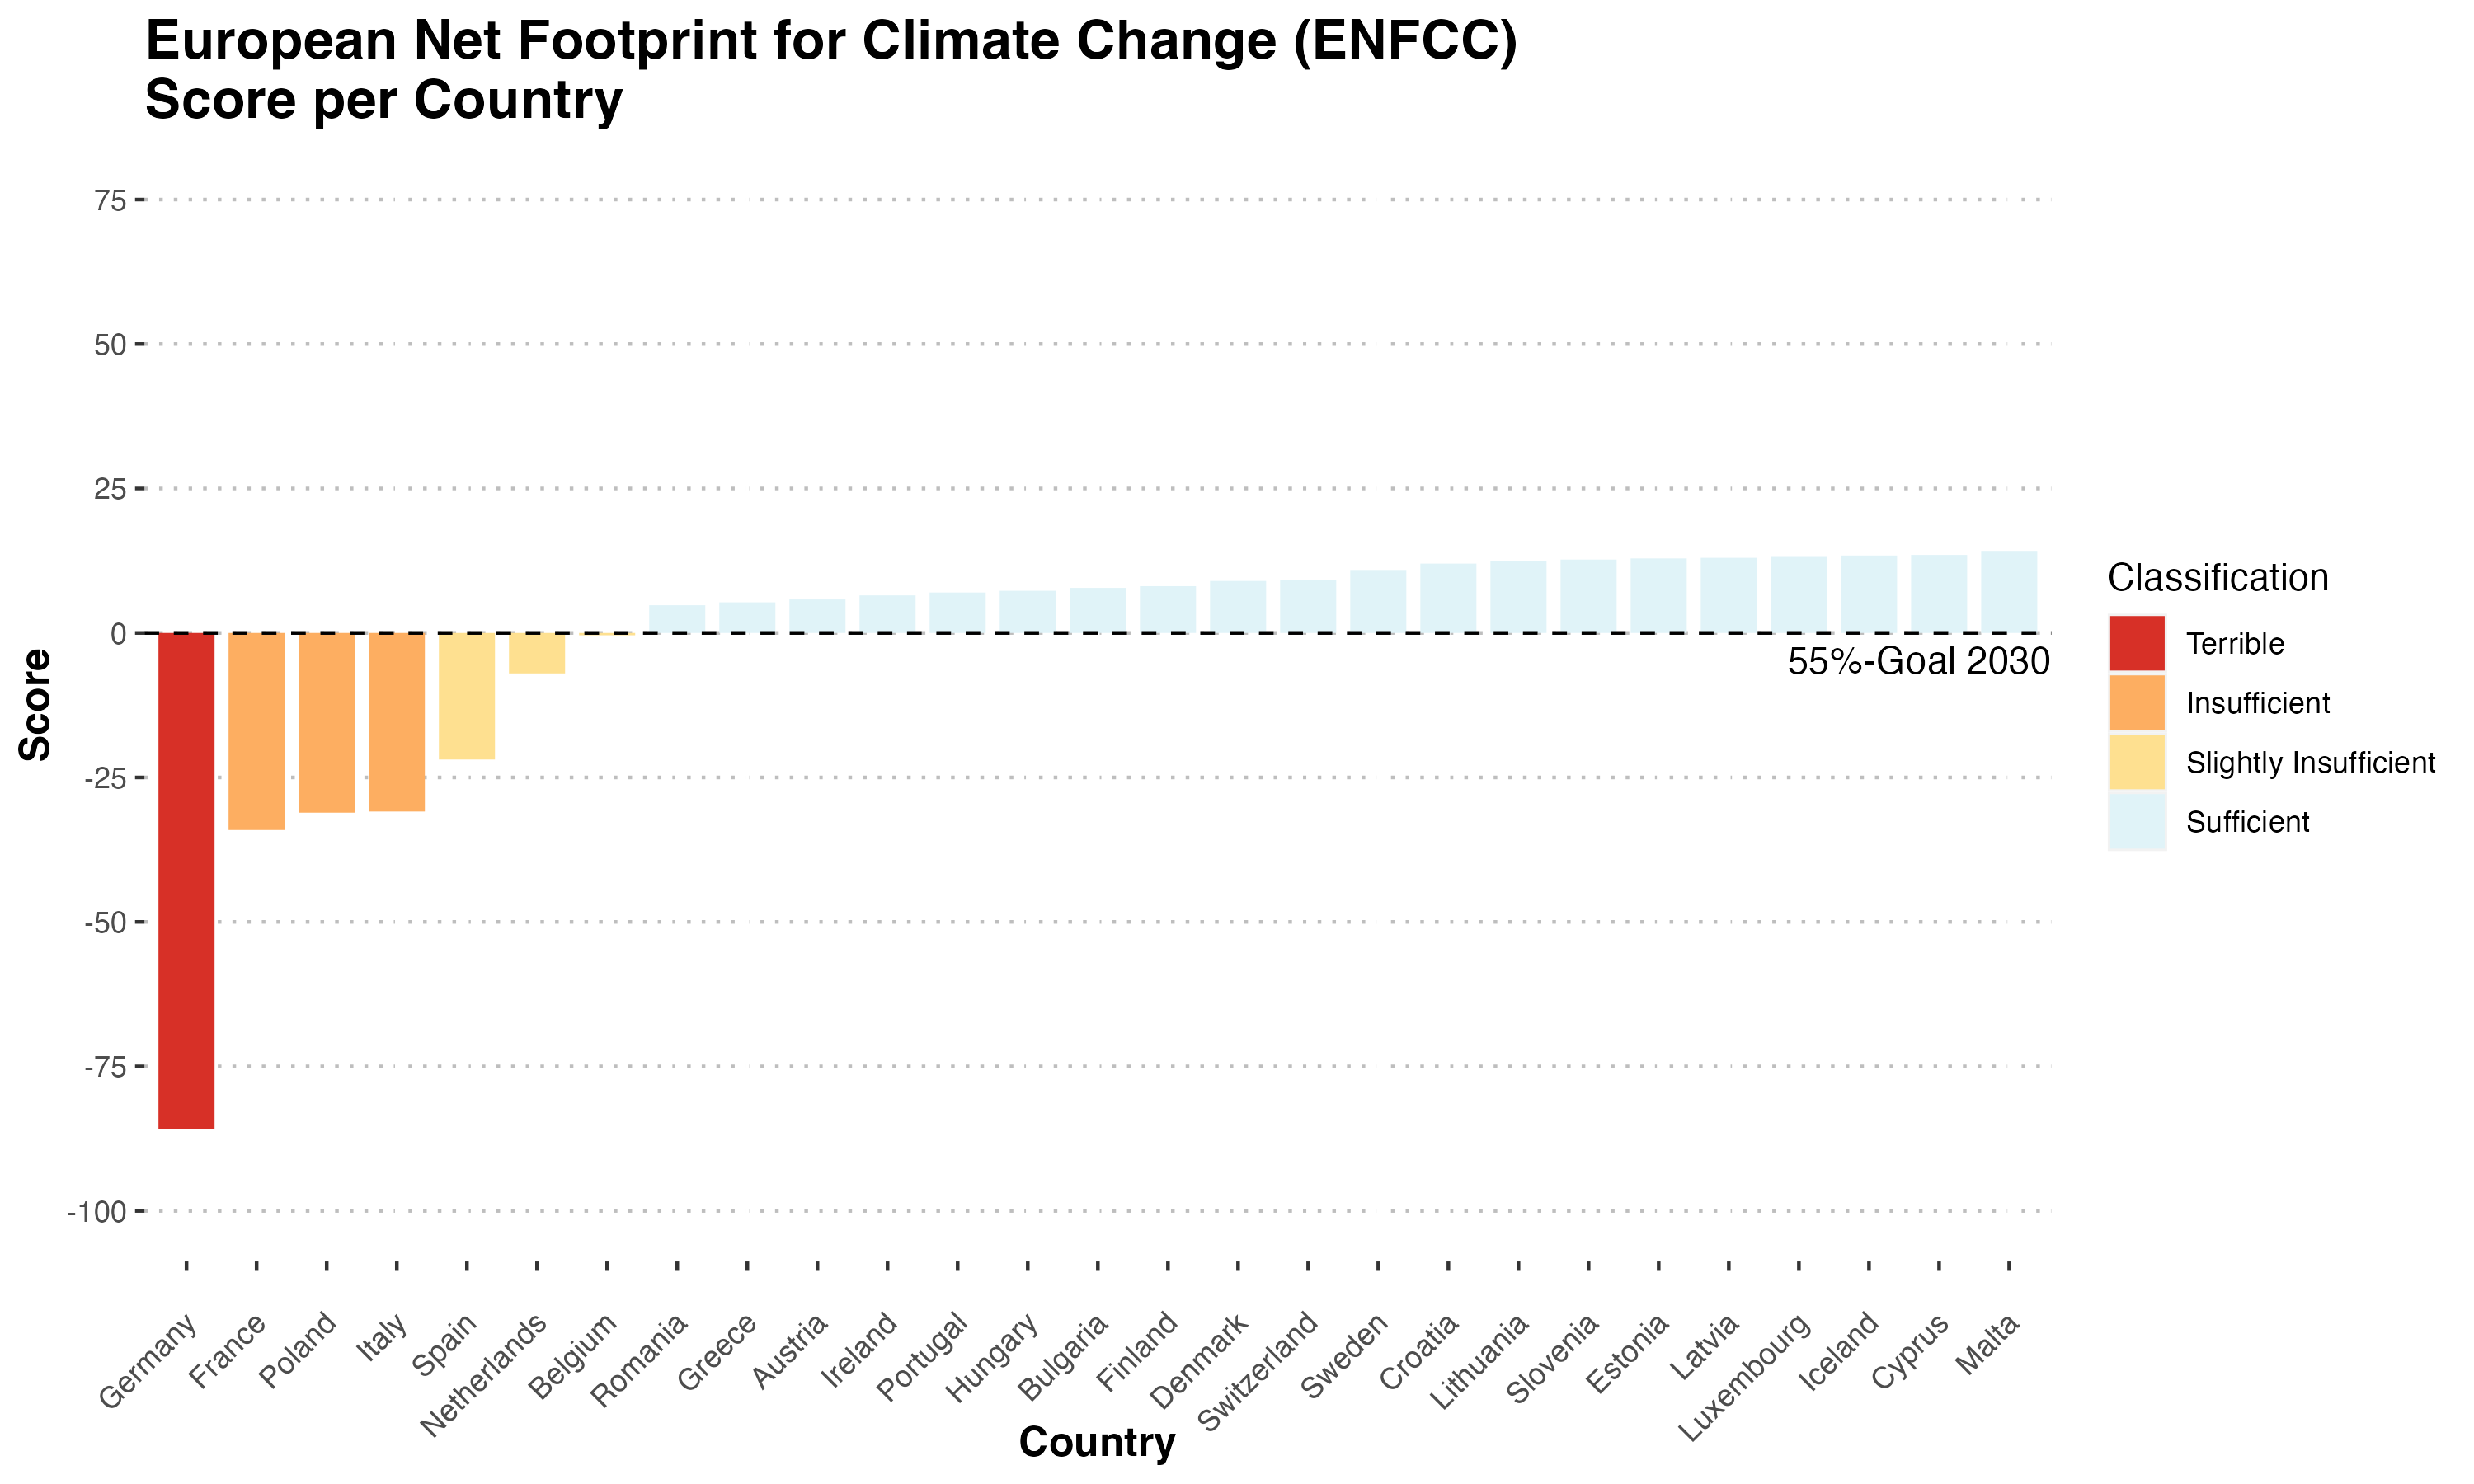 European Net Footprint for Climate Change (ENFCC)
Score per Country
75
50
25
0
-25
-50
-75
-100
Score
55%-Goal 2030
Classification
Terrible
Insufficient
Slightly Insufficient
Sufficient
Germany
France
Poland
Italy
Spain
Netherlands
Belgium
Romania
Greece
Austria
Ireland
Portugal
Hungary
Bulgaria
Finland
Denmark
Switzerland
Sweden
Croatia
Lithuania
Slovenia
Estonia
Latvia
Luxembourg
Iceland
Cyprus
Malta
Country